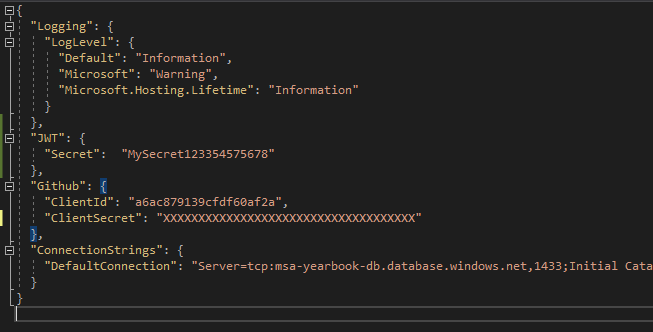 {
"Logging": {
"LogLevel": {
"Default": "Information",
"Microsoft": "Warning",
"Microsoft.Hosting.Lifetime": "Information"
}
},
"JWT": {
"Secret":  "MySecret123354575678"
},
"Github": {
"ClientId": "a6ac879139cfdf60af2a",
"ClientSecret": "XXXXXXXXXXXXXXXXXXXXXXXXXXXXXXXXXXXX"
},
"ConnectionStrings": {
"DefaultConnection": "Server=tcp:msa-yearbook-db.database.windows.net,1433;Initial Cata
}
}